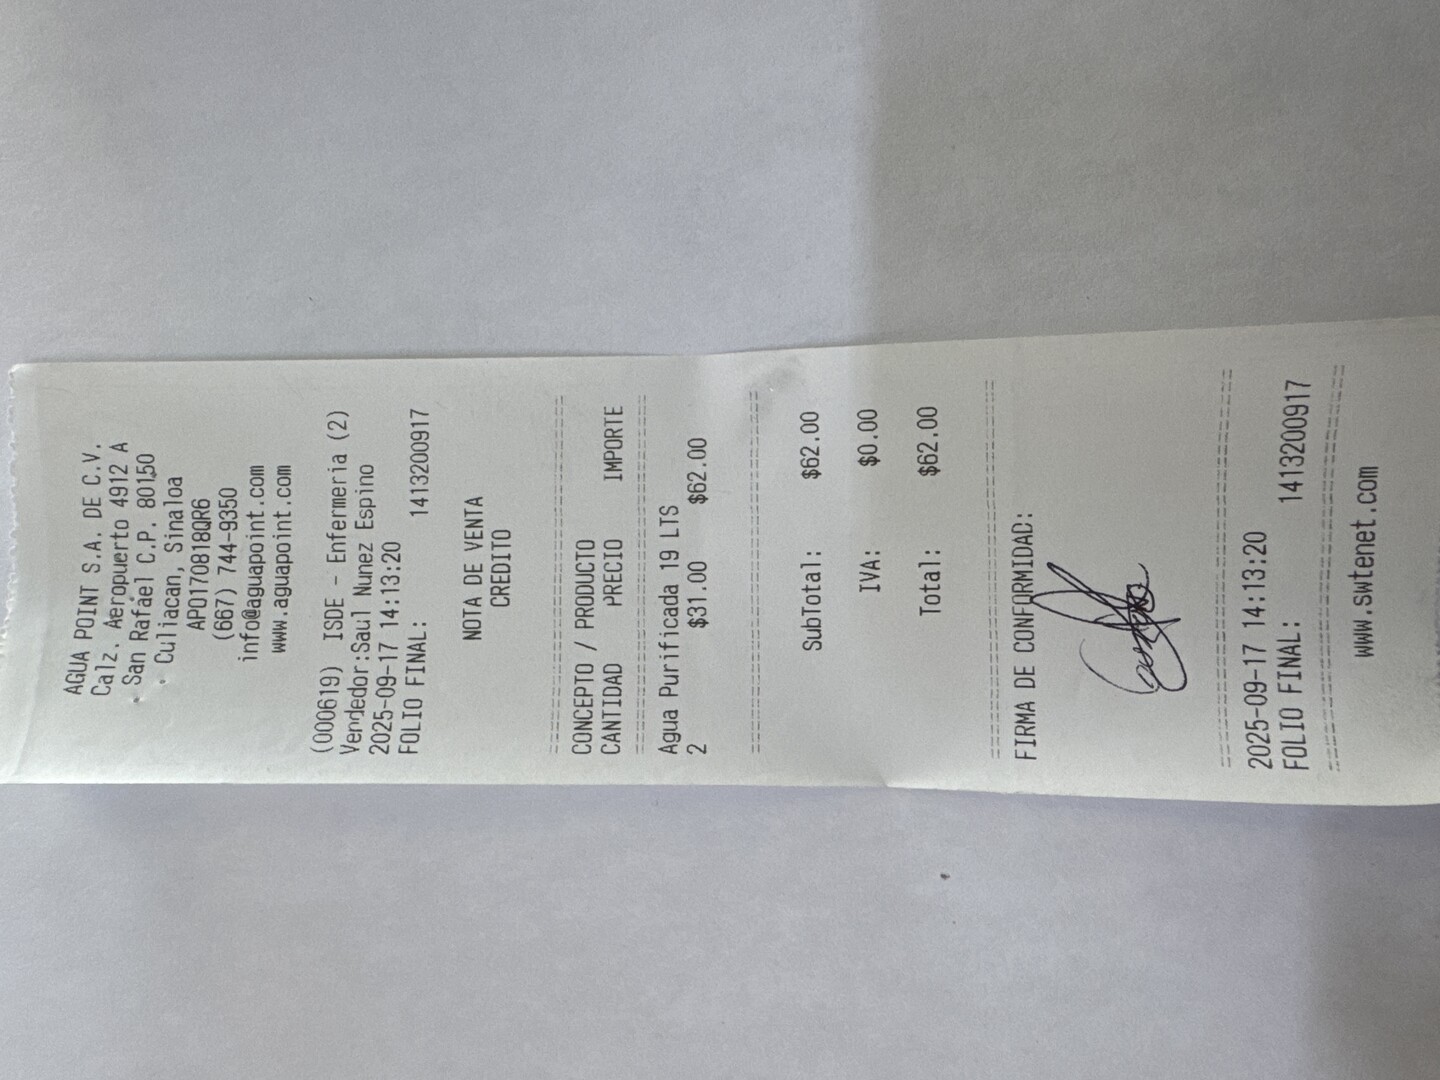 AGUA POINT S.A. DE C.V.
Calz. Aeropuerto 4912 A
San Rafael C.P. 80150
Culiacan, Sinaloa
APO170818QR6
(667) 744-9350
info@aguapoint.com
www.aguapoint.com
(000619) ISDE - Enfermeria (2)
Vendedor:Saul Nunez Espino
2025-09-17 14:13:20
FOLIO FINAL: 1413200917
NOTA DE VENTA
CREDITO
CONCEPTO / PRODUCTO
CANTIDAD PRECIO IMPORTE
Agua Purificada 19 LTS
2 $31.00 $62.00
SubTotal: $62.00
IVA: $0.00
Total: $62.00
FIRMA DE CONFORMIDAD:
2025-09-17 14:13:20
FOLIO FINAL: 1413200917
www.swtenet.com